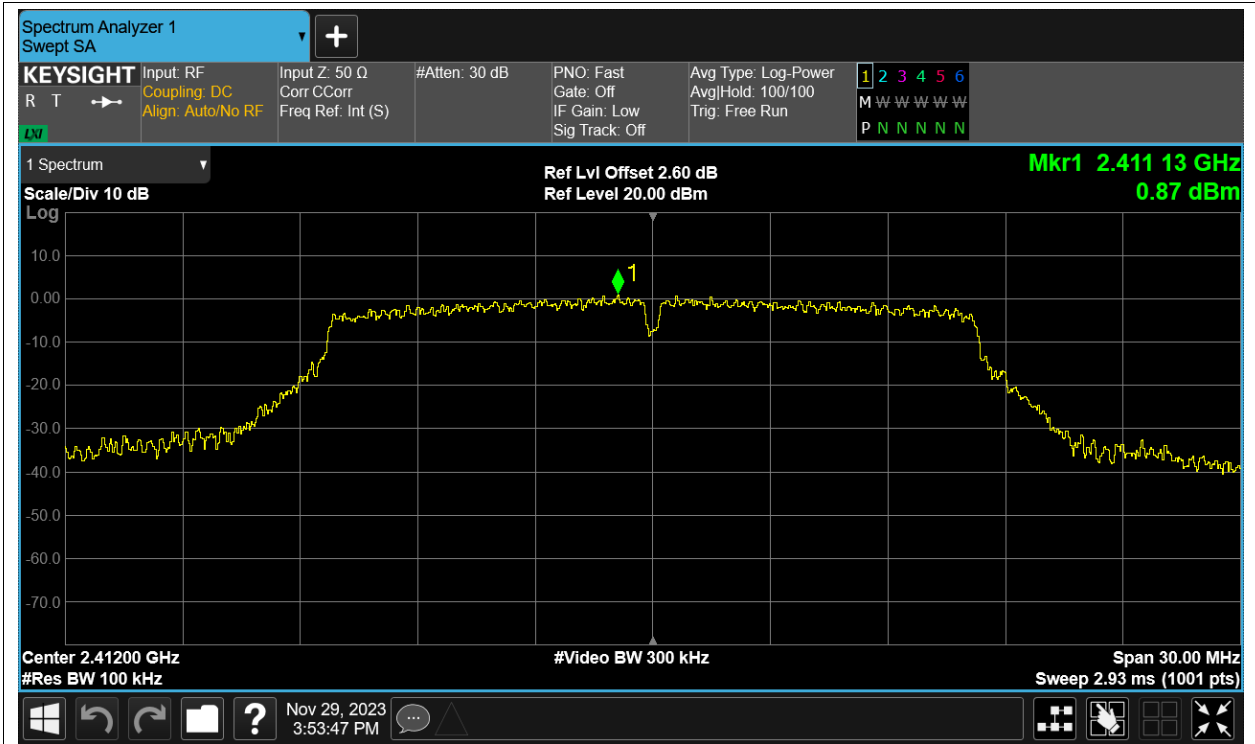 Spectrum Analyzer 1
Swept SA
KEYSIGHT
R T
LXI
Input: RF
Coupling: DC
Align: Auto/No RF
Input Z: 50 Ω
Corr CCorr
Freq Ref: Int (S)
#Atten: 30 dB
PNO: Fast
Gate: Off
IF Gain: Low
Sig Track: Off
Avg Type: Log-Power
Avg|Hold: 100/100
Trig: Free Run
1 2 3 4 5 6
M W W W W W
P N N N N N
1 Spectrum
Scale/Div 10 dB
Log
Ref Lvl Offset 2.60 dB
Ref Level 20.00 dBm
Mkr1 2.411 13 GHz
0.87 dBm
1
10.0
0.00
-10.0
-20.0
-30.0
-40.0
-50.0
-60.0
-70.0
Center 2.41200 GHz
#Res BW 100 kHz
#Video BW 300 kHz
Span 30.00 MHz
Sweep 2.93 ms (1001 pts)
?
Nov 29, 2023
3:53:47 PM